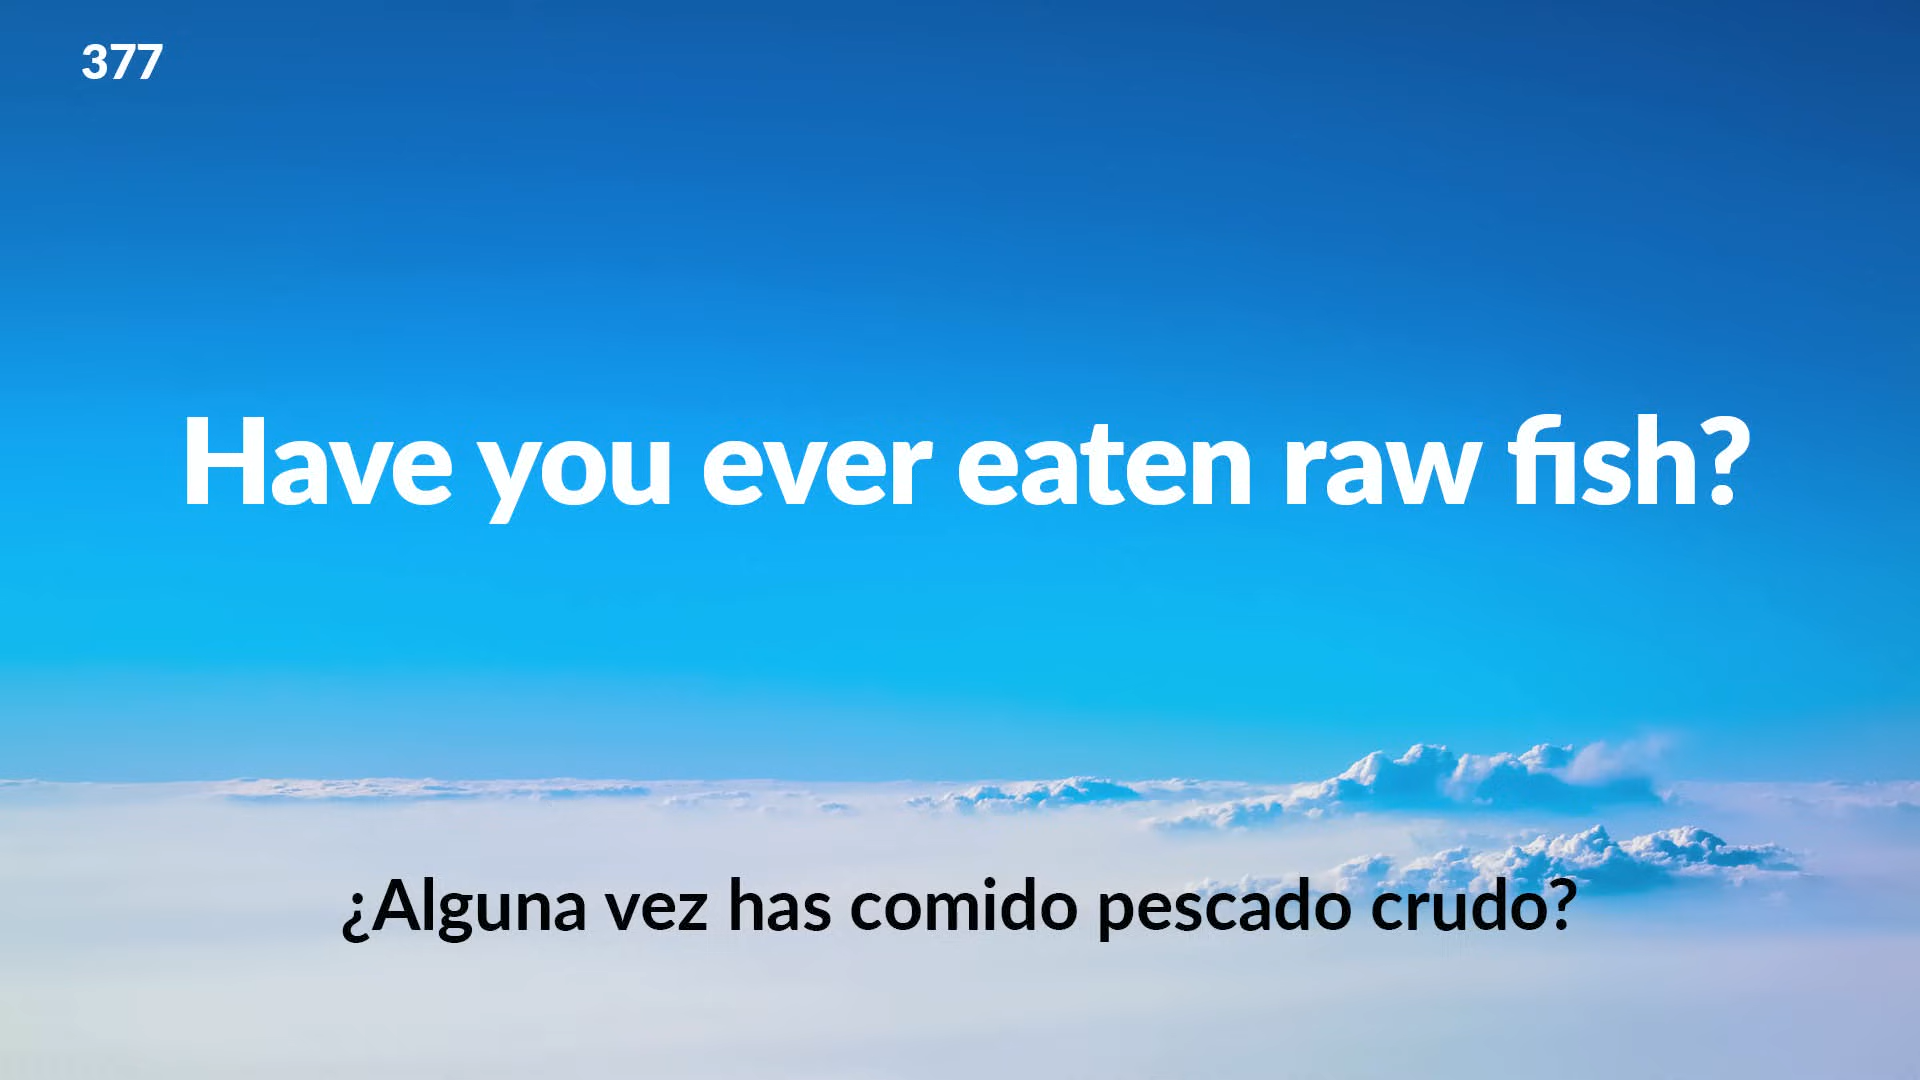 377
Have you ever eaten raw fish?
¿Alguna vez has comido pescado crudo?